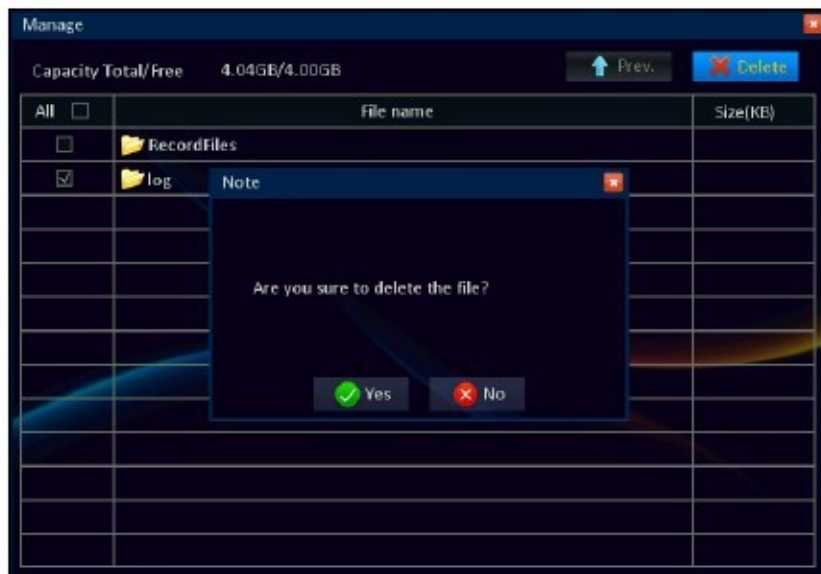 Manage
Capacity Total/Free 4.04GB/4.00GB Prev. Delete
All File name Size(KB)
RecordFiles
log
Note
Are you sure to delete the file?
Yes No